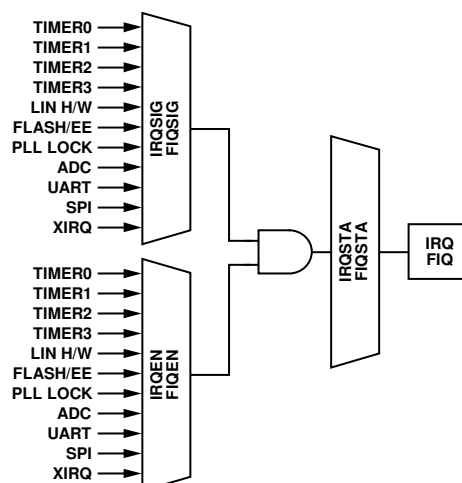 TIMER0
TIMER1
TIMER2
TIMER3
LIN H/W
FLASH/EE
PLL LOCK
ADC
UART
SPI
XIRQ
IRQSIG
FIQSIG
TIMER0
TIMER1
TIMER2
TIMER3
LIN H/W
FLASH/EE
PLL LOCK
ADC
UART
SPI
XIRQ
IRQEN
FIQEN
IRQSTA
FIQSTA
IRQ
FIQ